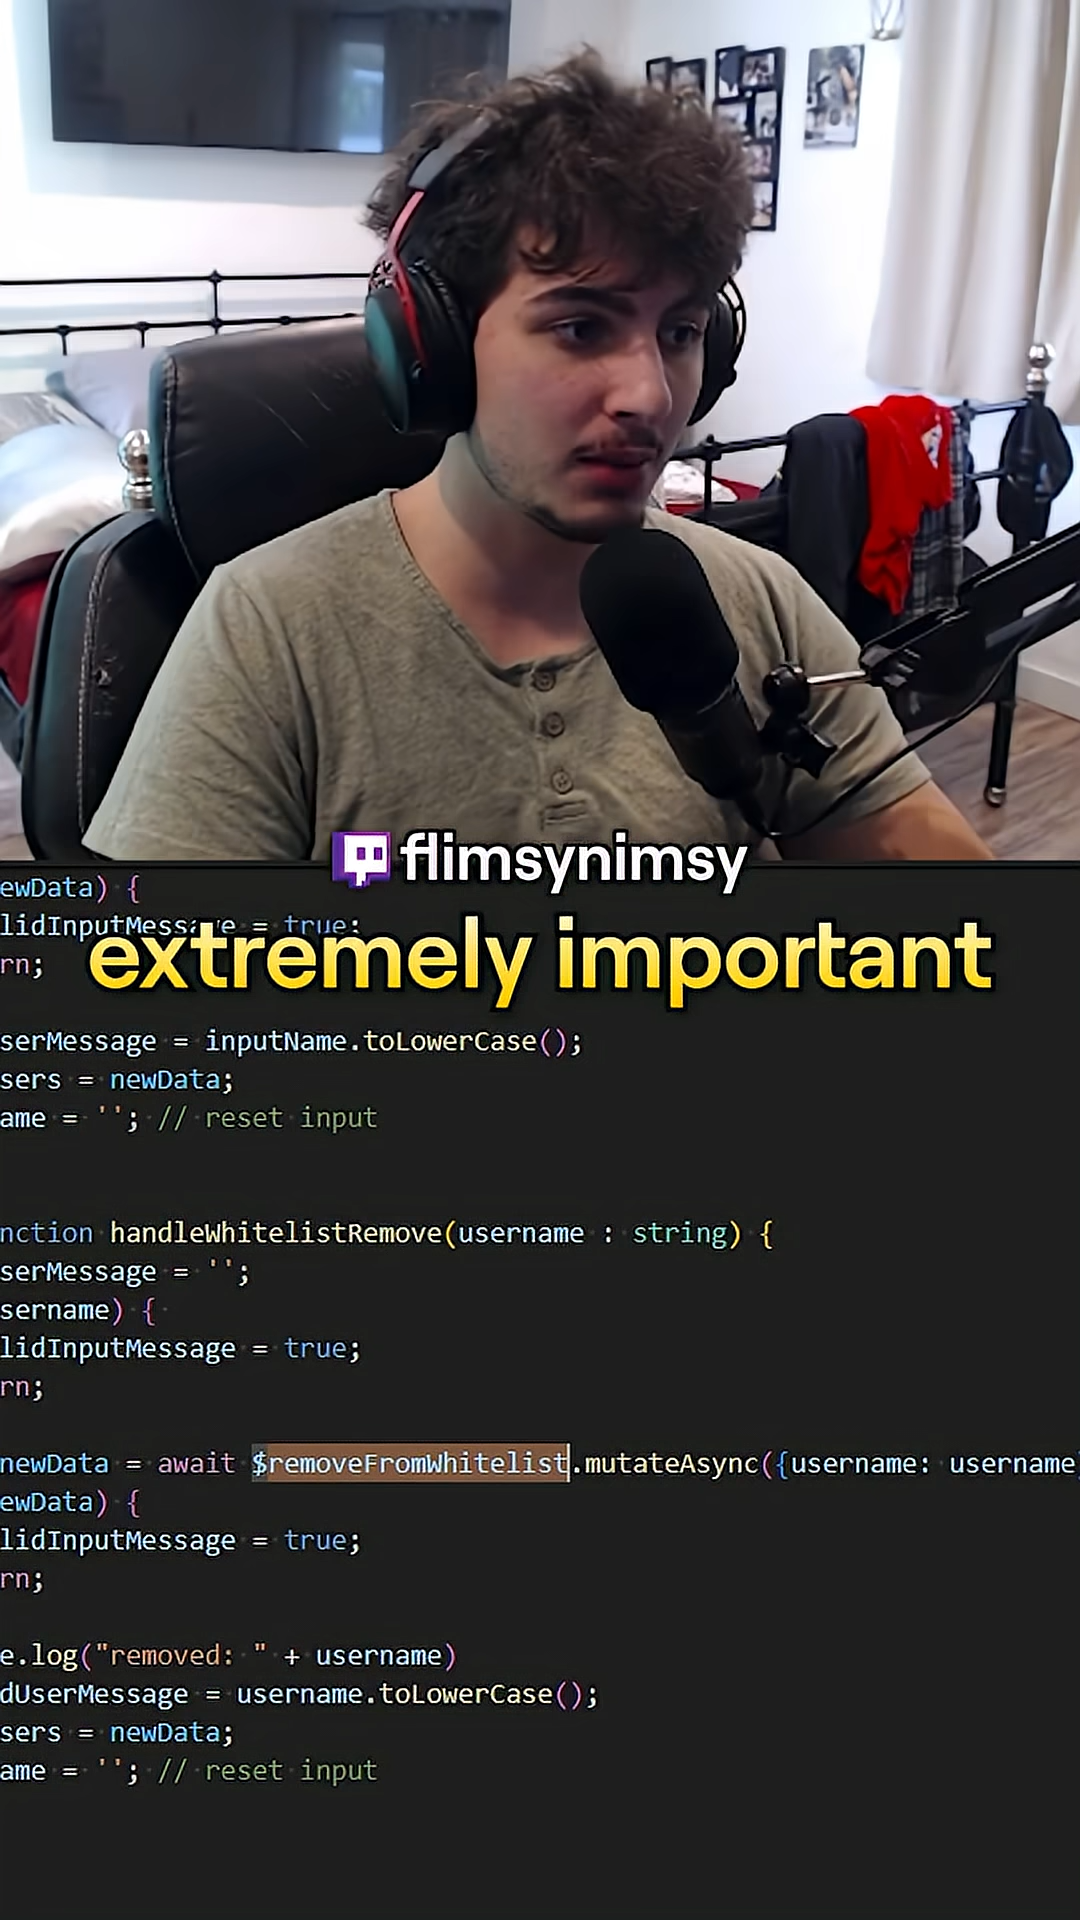 flimsynimsy
ewData) {
lidInputMessage = true;
extremely important
rn;
serMessage = inputName.toLowerCase();
sers = newData;
ame = ''; // reset input
nction handleWhitelistRemove(username : string) {
serMessage = '';
sername) {
lidInputMessage = true;
rn;
newData = await $removeFromWhitelist.mutateAsync({username: username
ewData) {
lidInputMessage = true;
rn;
e.log("removed: " + username)
dUserMessage = username.toLowerCase();
sers = newData;
ame = ''; // reset input